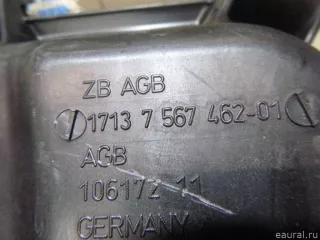 ZB AGB
1713 7 567 462-01
AGB
106172 11
GERMANY
eaural.ru